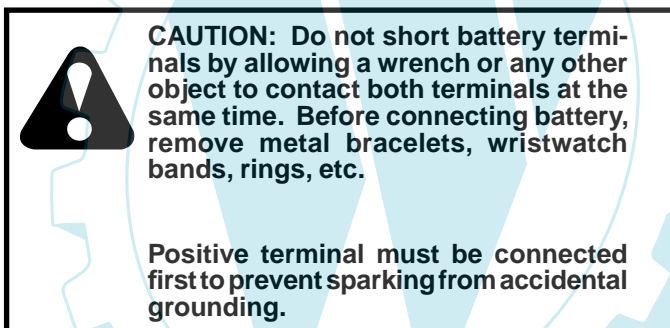 CAUTION: Do not short battery termi-
nals by allowing a wrench or any other
object to contact both terminals at the
same time. Before connecting battery,
remove metal bracelets, wristwatch
bands, rings, etc.
Positive terminal must be connected
first to prevent sparking from accidental
grounding.